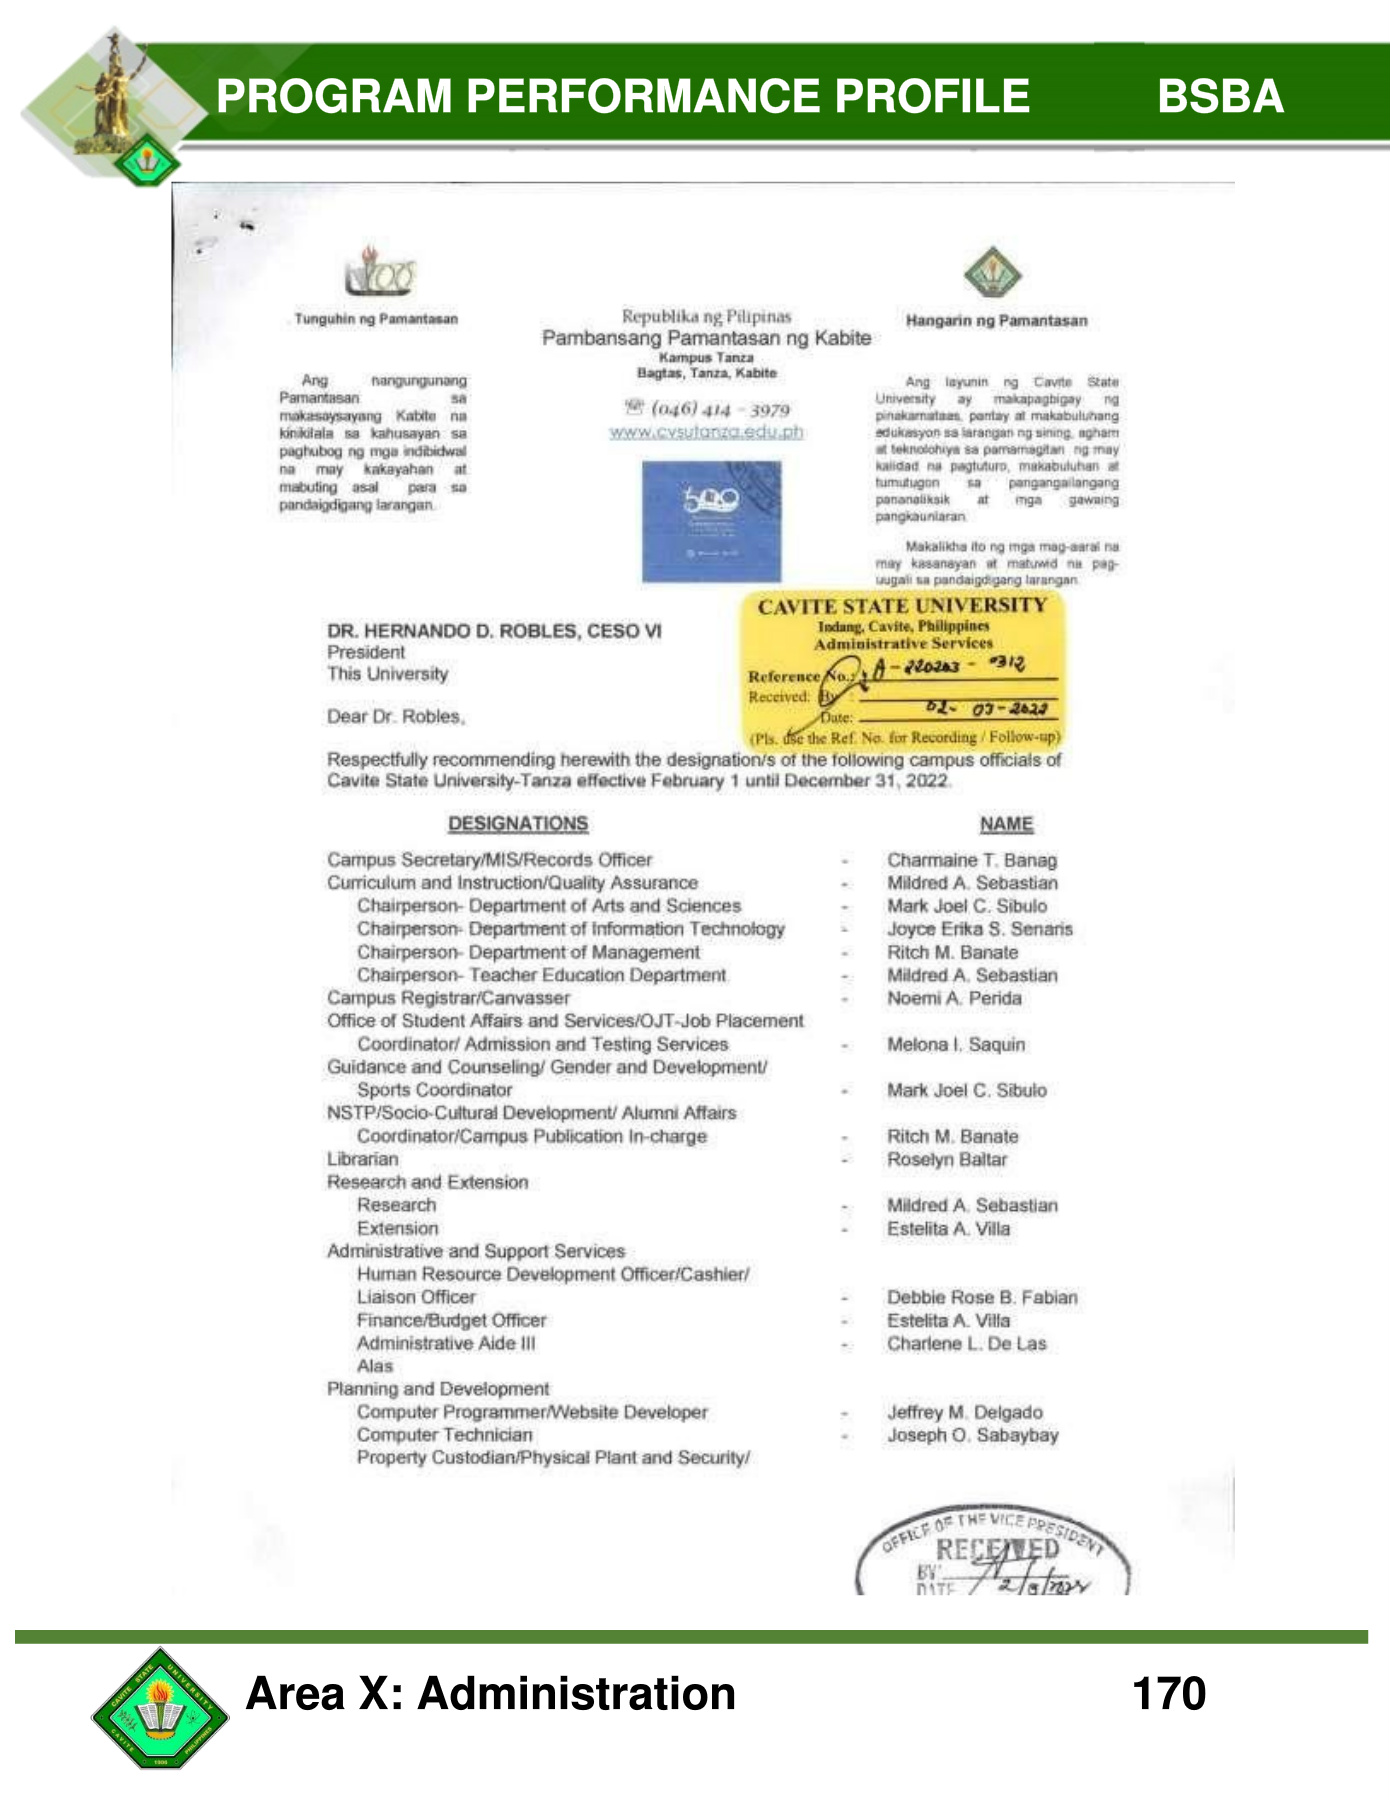 PROGRAM PERFORMANCE PROFILE BSBA
Tunguhin ng Pamantasan
Ang nangungunang
Pamantasan sa
makasaysayang Kabite na
kinikilala sa kahusayan sa
paghubog ng mga indibidwal
na may kakayahan at
mabuting asal para sa
pandaigdigang larangan.
Republika ng Pilipinas
Pambansang Pamantasan ng Kabite
Kampus Tanza
Bagtas, Tanza, Kabite
☏ (046) 414 - 3979
www.cvsutanza.edu.ph
500
Hangarin ng Pamantasan
Ang layunin ng Cavite State
University ay makapagbigay ng
pinakamataas, pantay at makabuluhang
edukasyon sa larangan ng sining, agham
at teknolohiya sa pamamagitan ng may
kalidad na pagtuturo, makabuluhan at
tumutugon sa pangangailangang
pananaliksik at mga gawaing
pangkaunlaran.
Makalikha ito ng mga mag-aaral na
may kasanayan at matuwid na pag-
uugali sa pandaigdigang larangan.
CAVITE STATE UNIVERSITY
Indang, Cavite, Philippines
Administrative Services
Reference No.: A-220203-0312
Received: By :
Date: 02-03-2022
(Pls. use the Ref. No. for Recording / Follow-up)
DR. HERNANDO D. ROBLES, CESO VI
President
This University
Dear Dr. Robles,
Respectfully recommending herewith the designation/s of the following campus officials of
Cavite State University-Tanza effective February 1 until December 31, 2022.
DESIGNATIONS NAME
Campus Secretary/MIS/Records Officer - Charmaine T. Banag
Curriculum and Instruction/Quality Assurance - Mildred A. Sebastian
Chairperson- Department of Arts and Sciences - Mark Joel C. Sibulo
Chairperson- Department of Information Technology - Joyce Erika S. Senaris
Chairperson- Department of Management - Ritch M. Banate
Chairperson- Teacher Education Department - Mildred A. Sebastian
Campus Registrar/Canvasser - Noemi A. Perida
Office of Student Affairs and Services/OJT-Job Placement
Coordinator/ Admission and Testing Services - Melona I. Saquin
Guidance and Counseling/ Gender and Development/
Sports Coordinator - Mark Joel C. Sibulo
NSTP/Socio-Cultural Development/ Alumni Affairs
Coordinator/Campus Publication In-charge - Ritch M. Banate
Librarian - Roselyn Baltar
Research and Extension
Research - Mildred A. Sebastian
Extension - Estelita A. Villa
Administrative and Support Services
Human Resource Development Officer/Cashier/
Liaison Officer - Debbie Rose B. Fabian
Finance/Budget Officer - Estelita A. Villa
Administrative Aide III - Charlene L. De Las
Alas
Planning and Development
Computer Programmer/Website Developer - Jeffrey M. Delgado
Computer Technician - Joseph O. Sabaybay
Property Custodian/Physical Plant and Security/
OFFICE OF THE VICE PRESIDENT
RECEIVED
BY:
DATE 2/3/2022
CAVITE STATE UNIVERSITY
CAVITE PHILIPPINES
1906
Area X: Administration 170